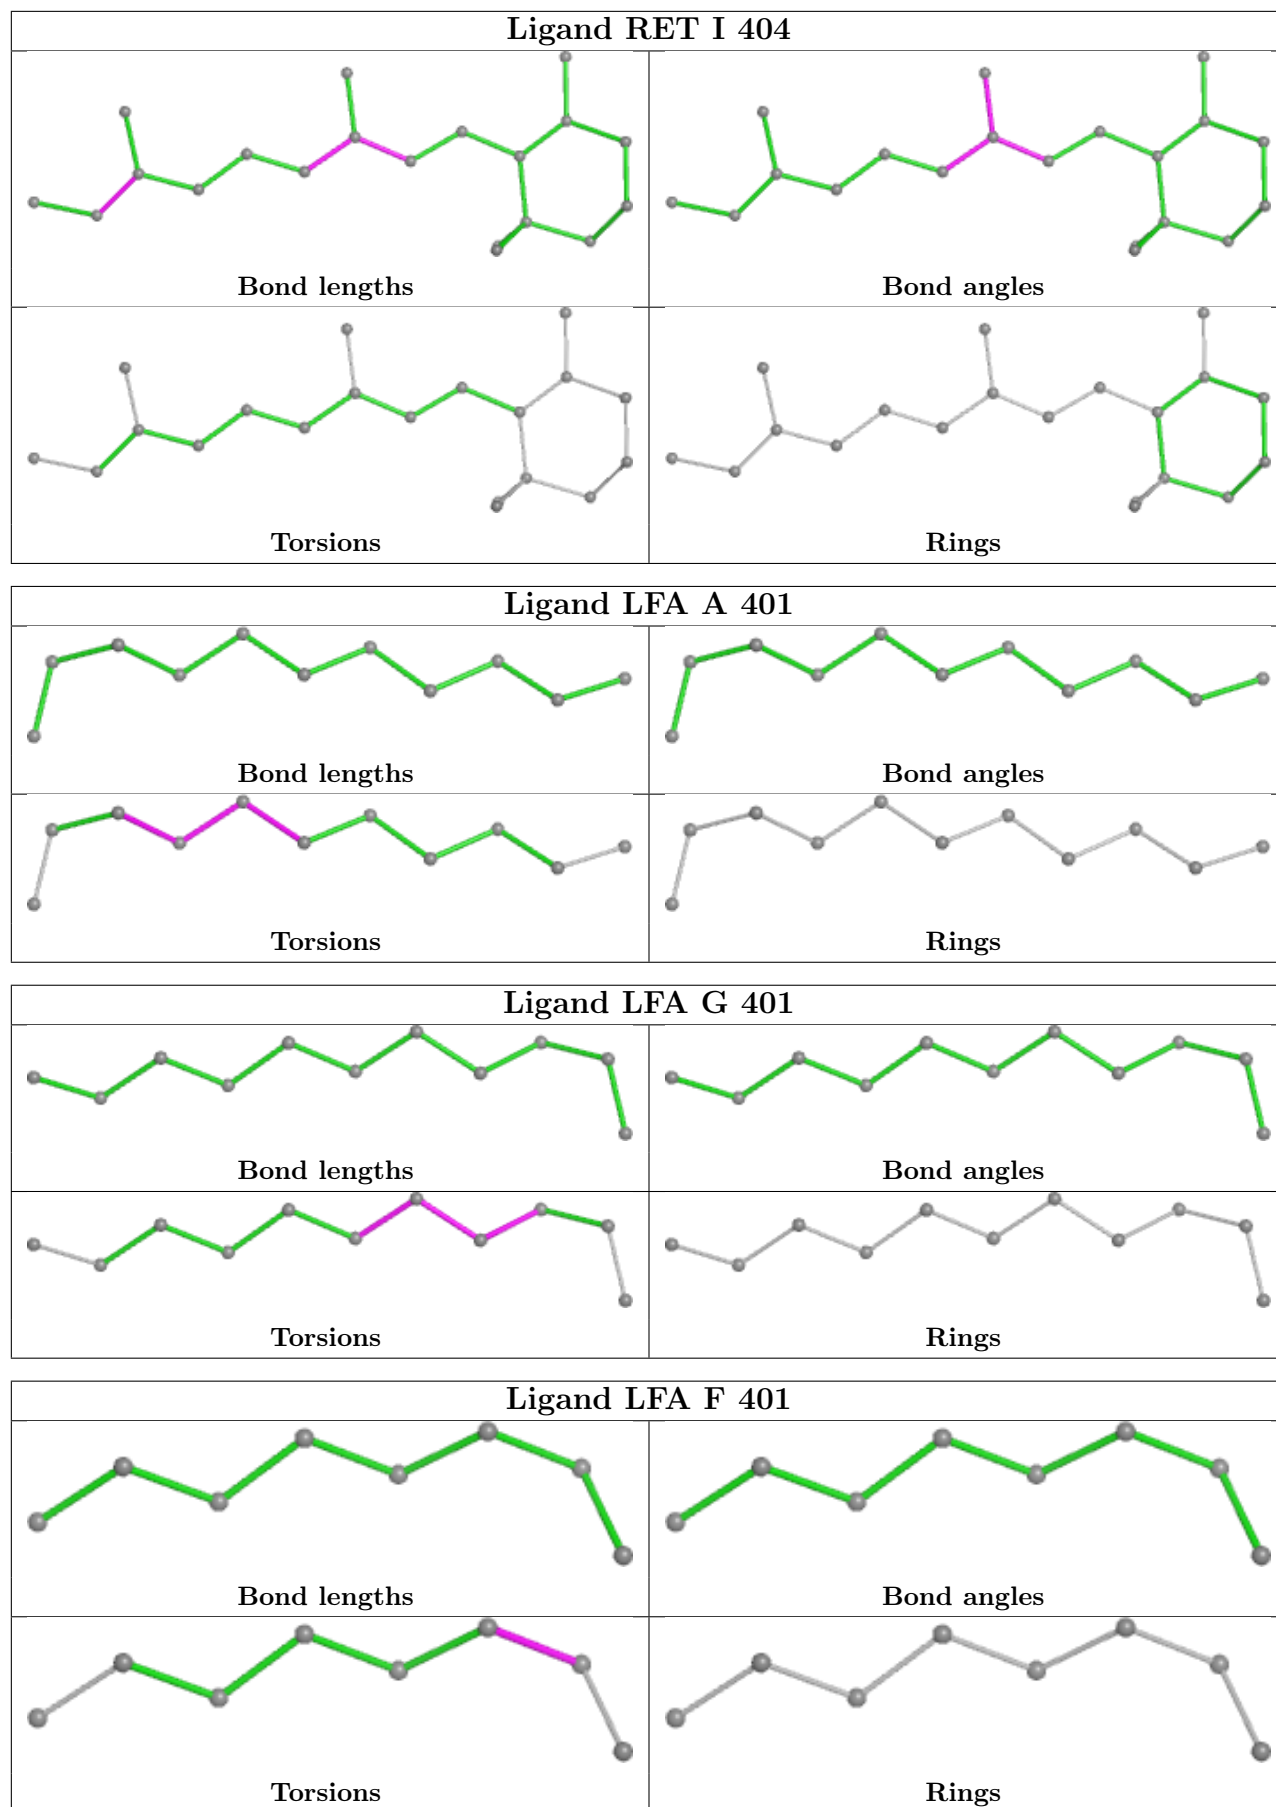 Ligand RET I 404
Bond lengths
Bond angles
Torsions
Rings
Ligand LFA A 401
Bond lengths
Bond angles
Torsions
Rings
Ligand LFA G 401
Bond lengths
Bond angles
Torsions
Rings
Ligand LFA F 401
Bond lengths
Bond angles
Torsions
Rings